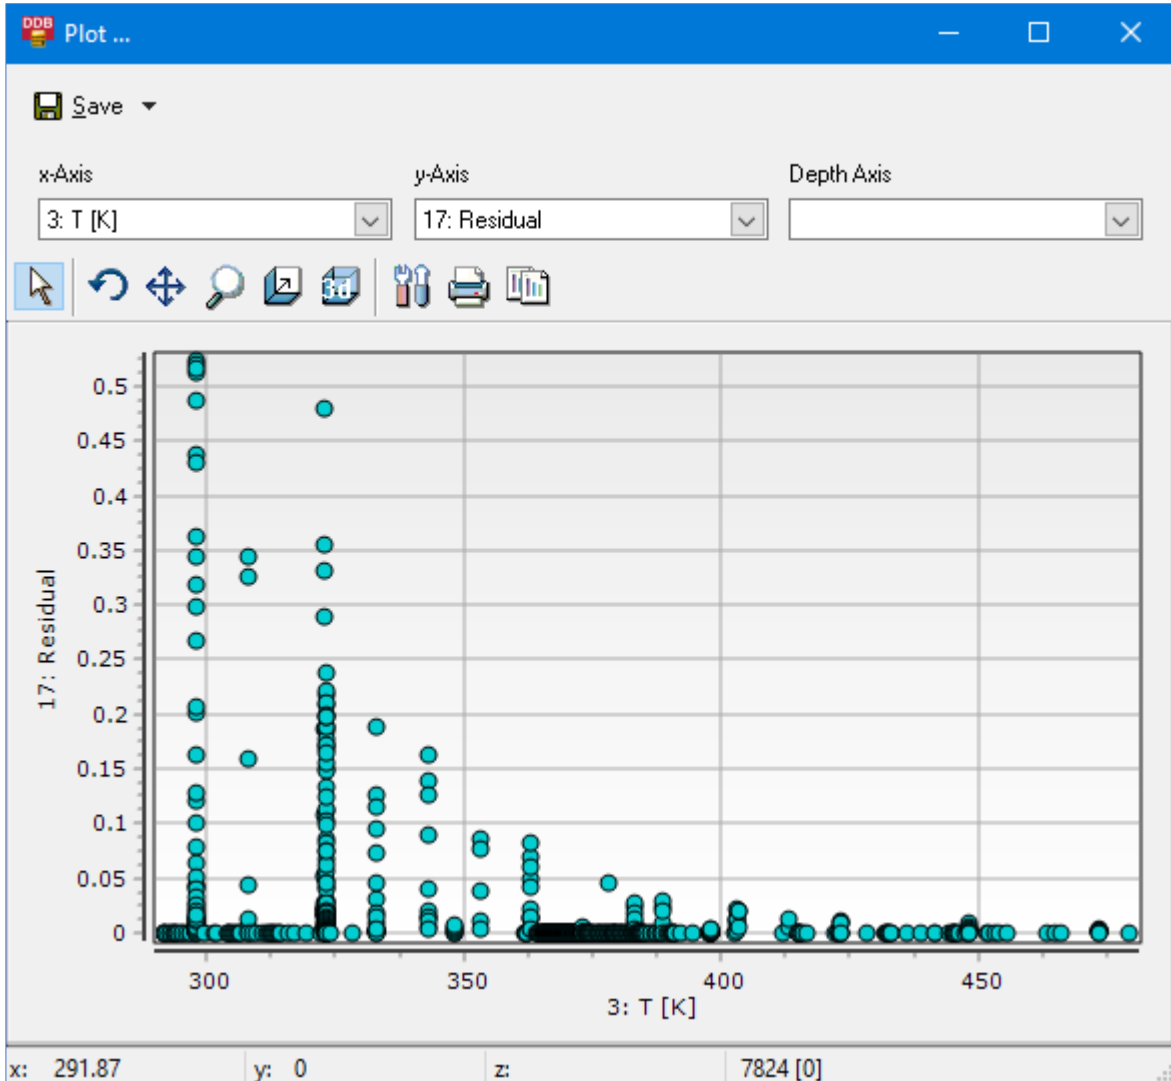 DDB Plot ...
Save
x-Axis y-Axis Depth Axis
3: T [K] 17: Residual
3d
0.5
0.45
0.4
0.35
0.3
0.25
0.2
0.15
0.1
0.05
0
17: Residual
300 350 400 450
3: T [K]
x: 291.87 y: 0 z: 7824 [0]